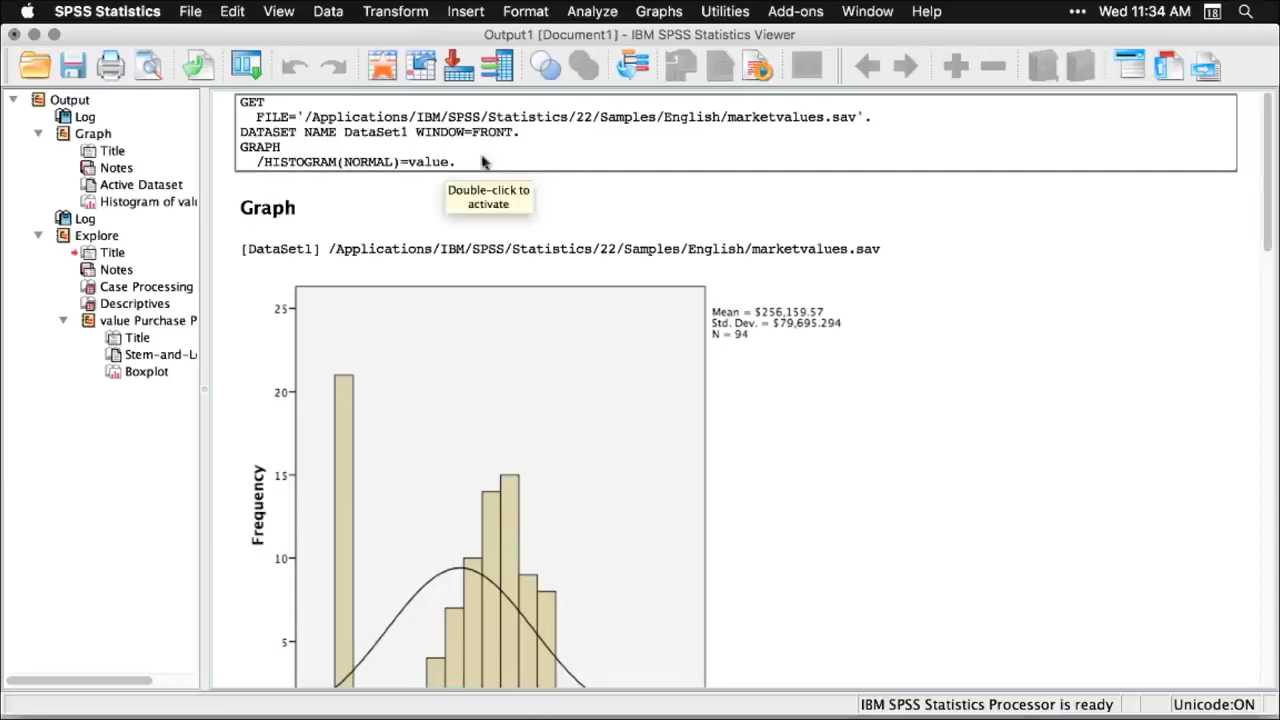 SPSS Statistics File Edit View Data Transform Insert Format Analyze Graphs Utilities Add-ons Window Help ••• Wed 11:34 AM 18
Output1 [Document1] - IBM SPSS Statistics Viewer
Output
Log
Graph
Title
Notes
Active Dataset
Histogram of valu
Log
Explore
Title
Notes
Case Processing
Descriptives
value Purchase P
Title
Stem-and-Le
Boxplot
GET
FILE='/Applications/IBM/SPSS/Statistics/22/Samples/English/marketvalues.sav'.
DATASET NAME DataSet1 WINDOW=FRONT.
GRAPH
/HISTOGRAM(NORMAL)=value.
Double-click to
activate
Graph
[DataSet1] /Applications/IBM/SPSS/Statistics/22/Samples/English/marketvalues.sav
25
20
15
10
5
Frequency
Mean = $256,159.57
Std. Dev. = $79,695.294
N = 94
IBM SPSS Statistics Processor is ready
Unicode:ON